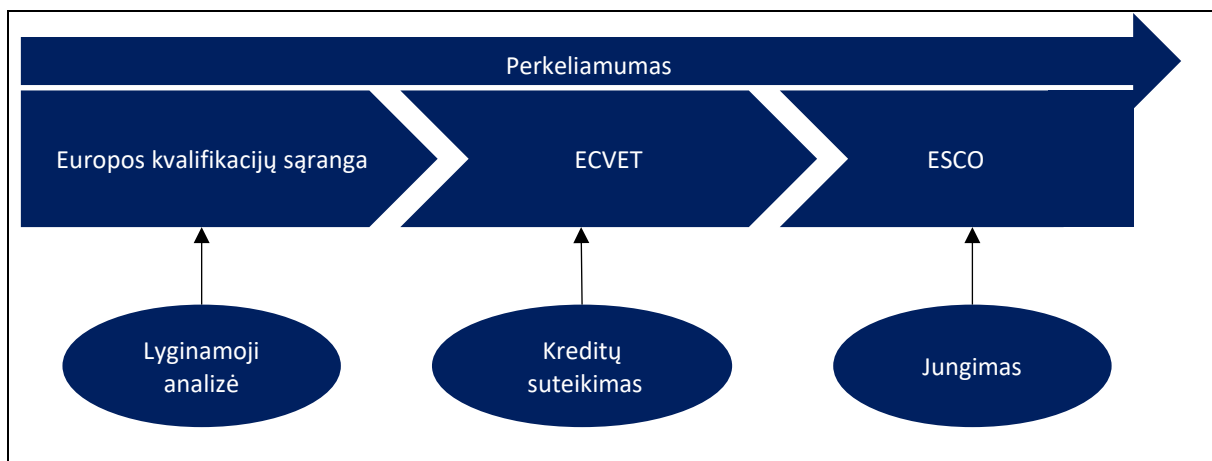 Perkeliamumas
Europos kvalifikacijų sąranga
ECVET
ESCO
Lyginamoji
analizė
Kreditų
suteikimas
Jungimas